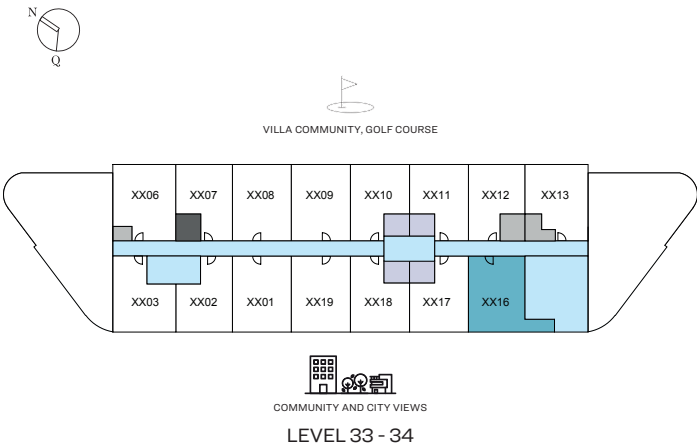 N
Q
VILLA COMMUNITY, GOLF COURSE
XX06 XX07 XX08 XX09 XX10 XX11 XX12 XX13
XX03 XX02 XX01 XX19 XX18 XX17 XX16
COMMUNITY AND CITY VIEWS
LEVEL 33 - 34